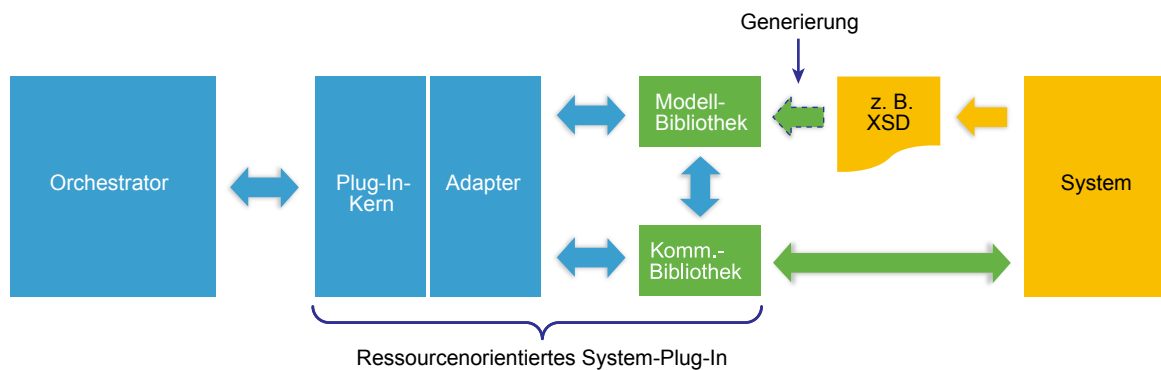 Generierung
Orchestrator
Plug-In-
Kern
Adapter
Modell-
Bibliothek
z. B.
XSD
System
Komm.-
Bibliothek
Ressourcenorientiertes System-Plug-In